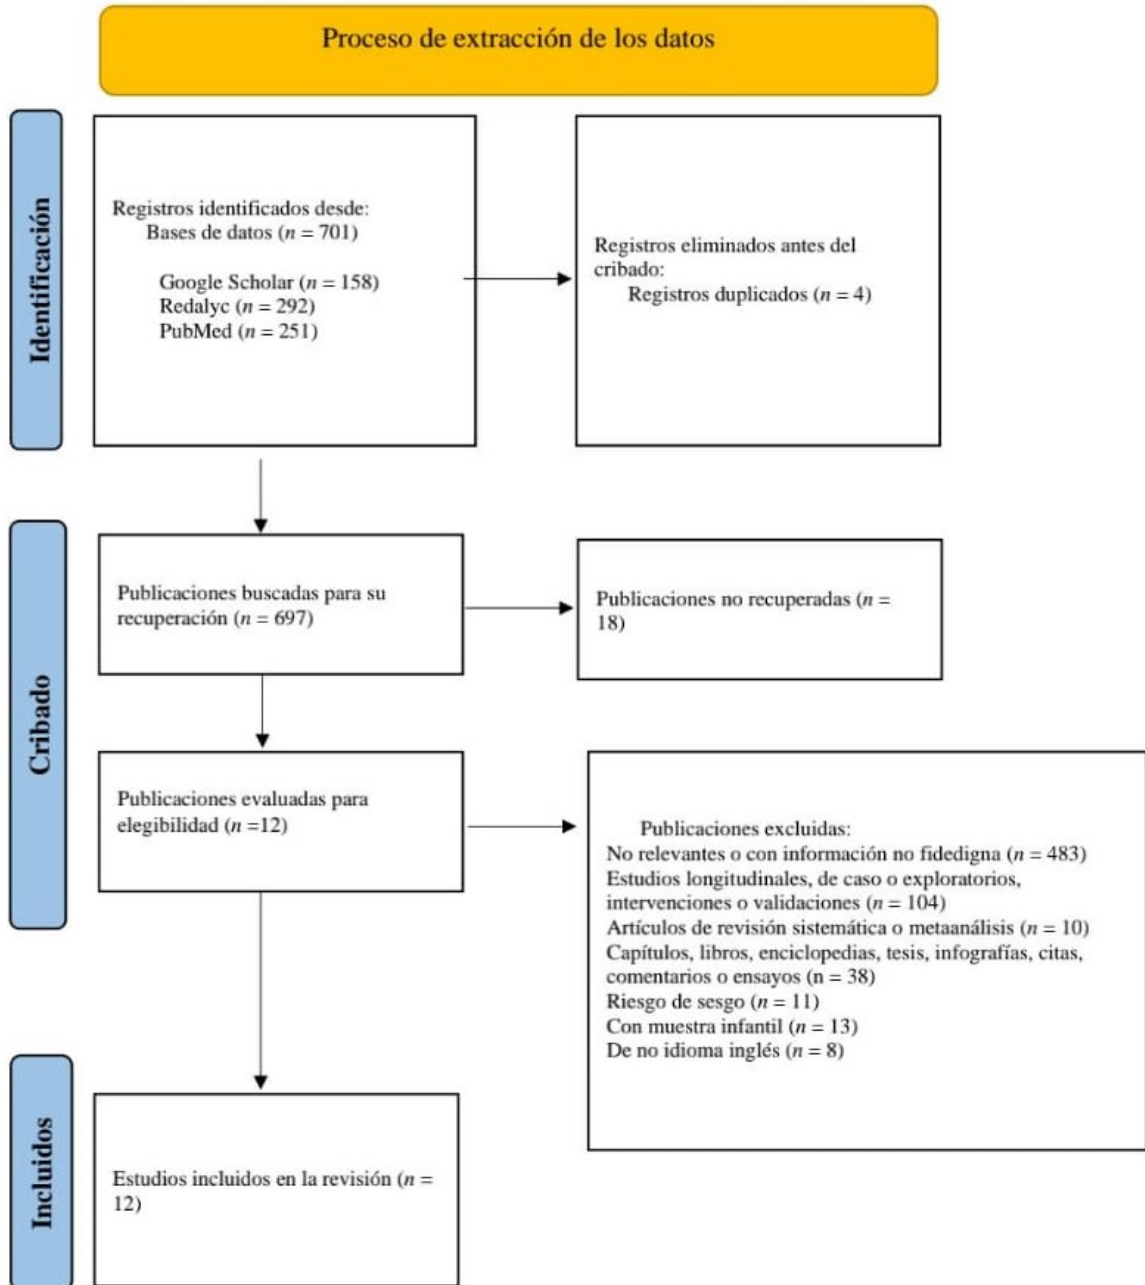 Proceso de extracción de los datos
Identificación
Registros identificados desde:
Bases de datos (n = 701)
Google Scholar (n = 158)
Redalyc (n = 292)
PubMed (n = 251)
Registros eliminados antes del
cribado:
Registros duplicados (n = 4)
Cribado
Publicaciones buscadas para su
recuperación (n = 697)
Publicaciones no recuperadas (n =
18)
Publicaciones evaluadas para
elegibilidad (n =12)
Publicaciones excluidas:
No relevantes o con información no fidedigna (n = 483)
Estudios longitudinales, de caso o exploratorios,
intervenciones o validaciones (n = 104)
Artículos de revisión sistemática o metaanálisis (n = 10)
Capítulos, libros, enciclopedias, tesis, infografías, citas,
comentarios o ensayos (n = 38)
Riesgo de sesgo (n = 11)
Con muestra infantil (n = 13)
De no idioma inglés (n = 8)
Incluidos
Estudios incluidos en la revisión (n =
12)